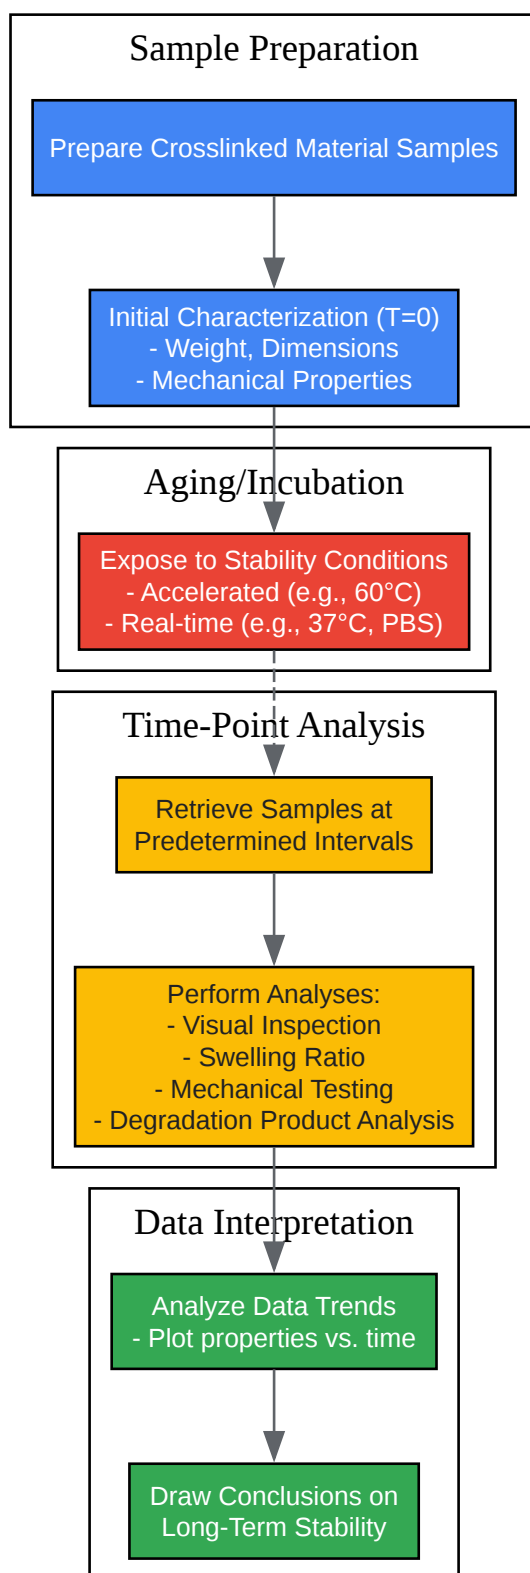 Sample Preparation
Prepare Crosslinked Material Samples
Initial Characterization (T=0)
- Weight, Dimensions
- Mechanical Properties
Aging/Incubation
Expose to Stability Conditions
- Accelerated (e.g., 60°C)
- Real-time (e.g., 37°C, PBS)
Time-Point Analysis
Retrieve Samples at
Predetermined Intervals
Perform Analyses:
- Visual Inspection
- Swelling Ratio
- Mechanical Testing
- Degradation Product Analysis
Data Interpretation
Analyze Data Trends
- Plot properties vs. time
Draw Conclusions on
Long-Term Stability